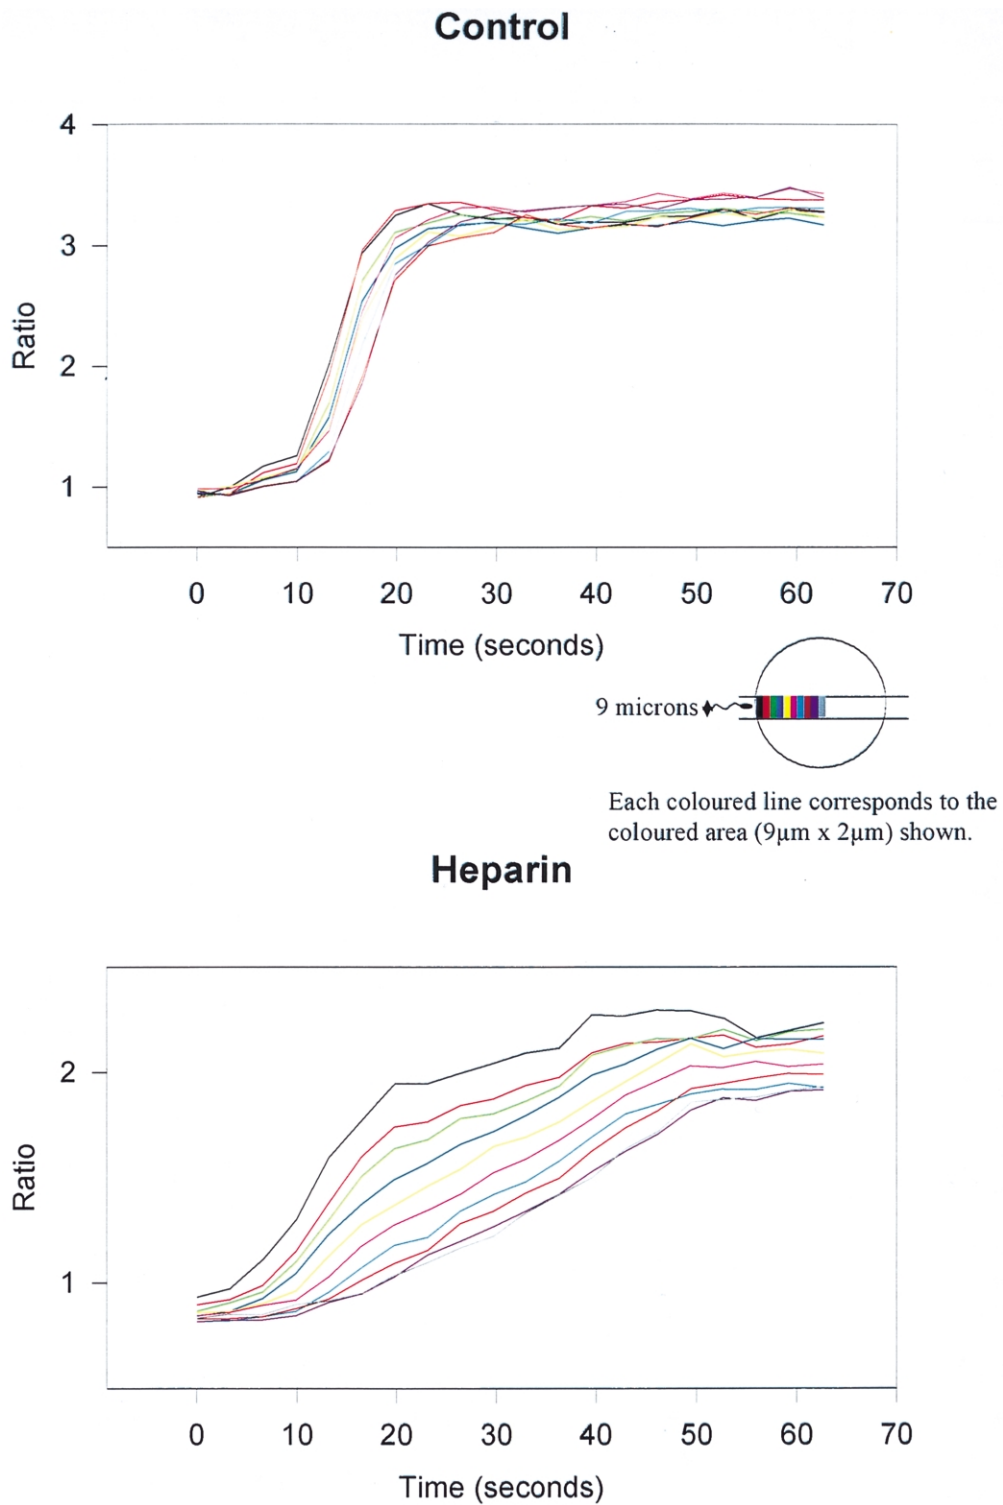 Control
4
3
2
1
Ratio
0 10 20 30 40 50 60 70
Time (seconds)
9 microns
Each coloured line corresponds to the
coloured area (9μm x 2μm) shown.
Heparin
2
1
Ratio
0 10 20 30 40 50 60 70
Time (seconds)